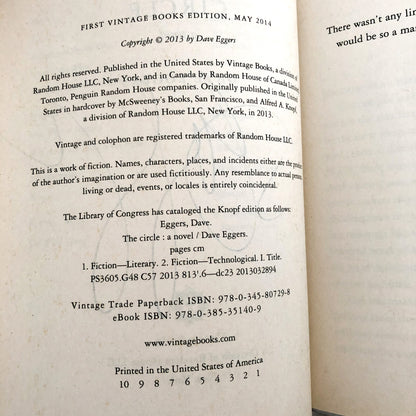 FIRST VINTAGE BOOKS EDITION, MAY 2014
Copyright © 2013 by Dave Eggers
All rights reserved. Published in the United States by Vintage Books, a division of
Random House LLC, New York, and in Canada by Random House of Canada Limited,
Toronto, Penguin Random House companies. Originally published in the United
States in hardcover by McSweeney's Books, San Francisco, and Alfred A. Knopf,
a division of Random House LLC, New York, in 2013.
Vintage and colophon are registered trademarks of Random House LLC.
This is a work of fiction. Names, characters, places, and incidents either are the product
of the author's imagination or are used fictitiously. Any resemblance to actual persons,
living or dead, events, or locales is entirely coincidental.
The Library of Congress has cataloged the Knopf edition as follows:
Eggers, Dave.
The circle : a novel / Dave Eggers.
pages cm
1. Fiction—Literary. 2. Fiction—Technological. I. Title.
PS3605.G48 C57 2013 813'.6—dc23 2013032894
Vintage Trade Paperback ISBN: 978-0-345-80729-8
eBook ISBN: 978-0-385-35140-9
www.vintagebooks.com
Printed in the United States of America
10 9 8 7 6 5 4 3 2 1
There wasn't any lim
would be so a man